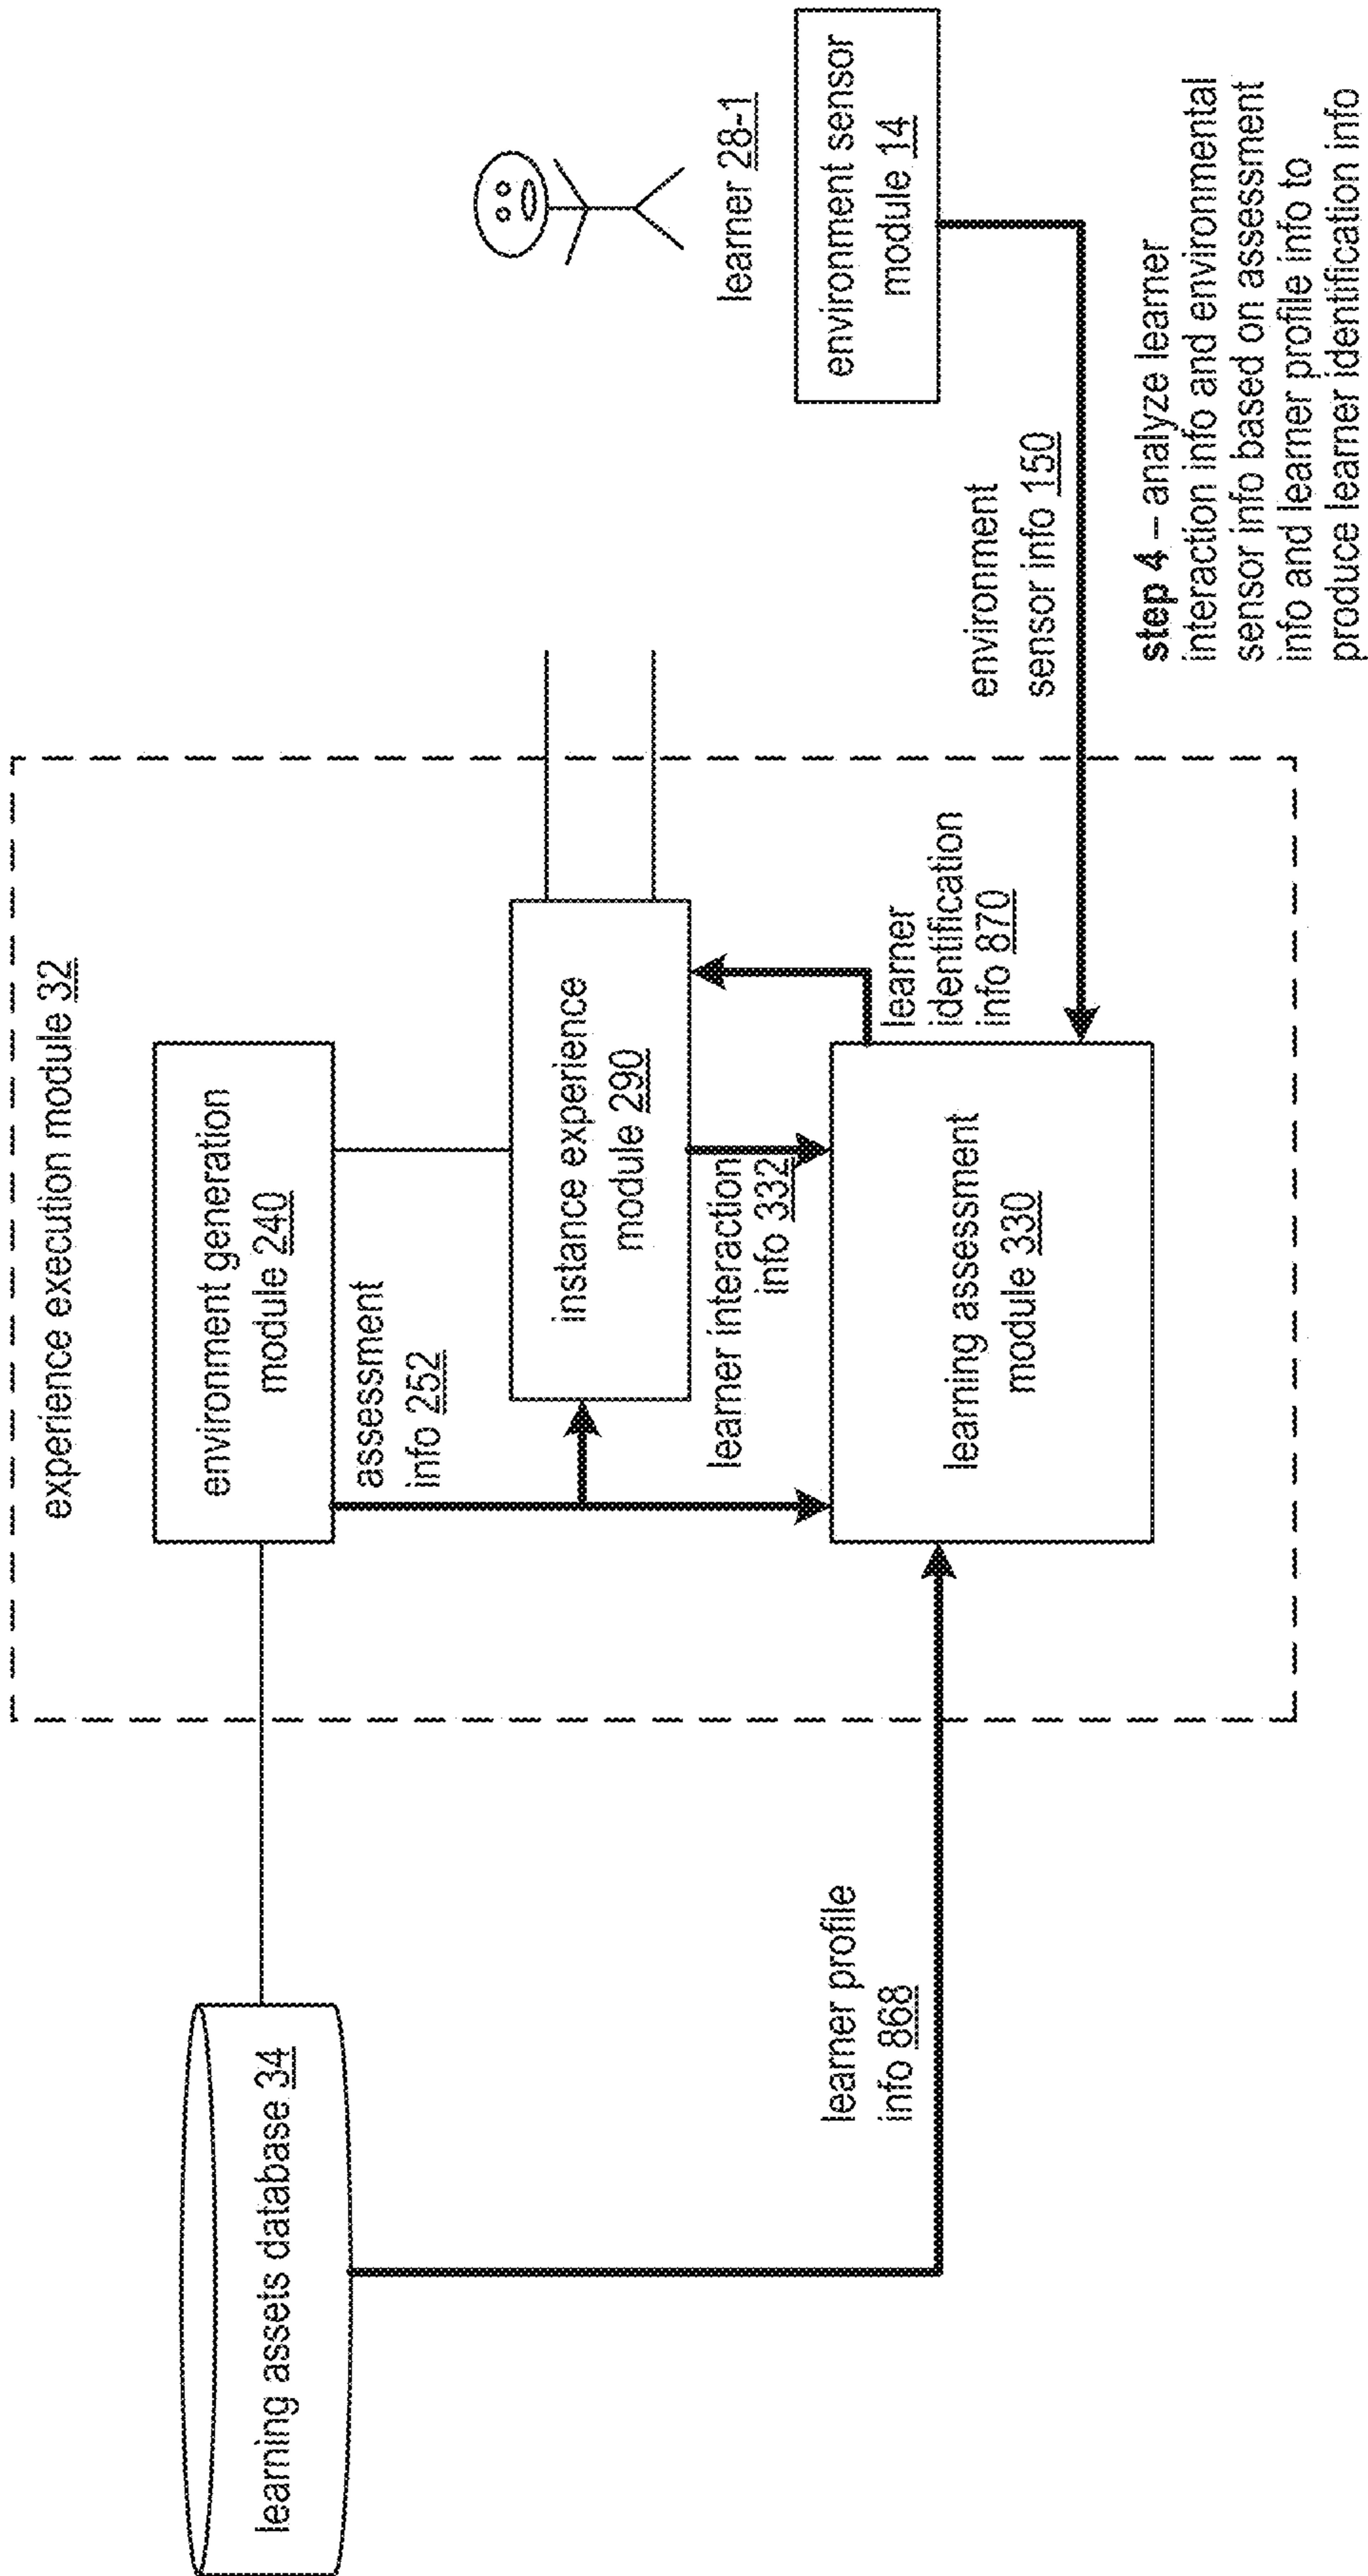 experience execution module 32
learning assets database 34
environment generation
module 240
assessment
info 252
instance experience
module 290
learner interaction
info 332
learner
identification
info 870
learning assessment
module 330
learner profile
info 868
learner 28-1
environment sensor
module 14
environment
sensor info 150
step 4 – analyze learner
interaction info and environmental
sensor info based on assessment
info and learner profile info to
produce learner identification info